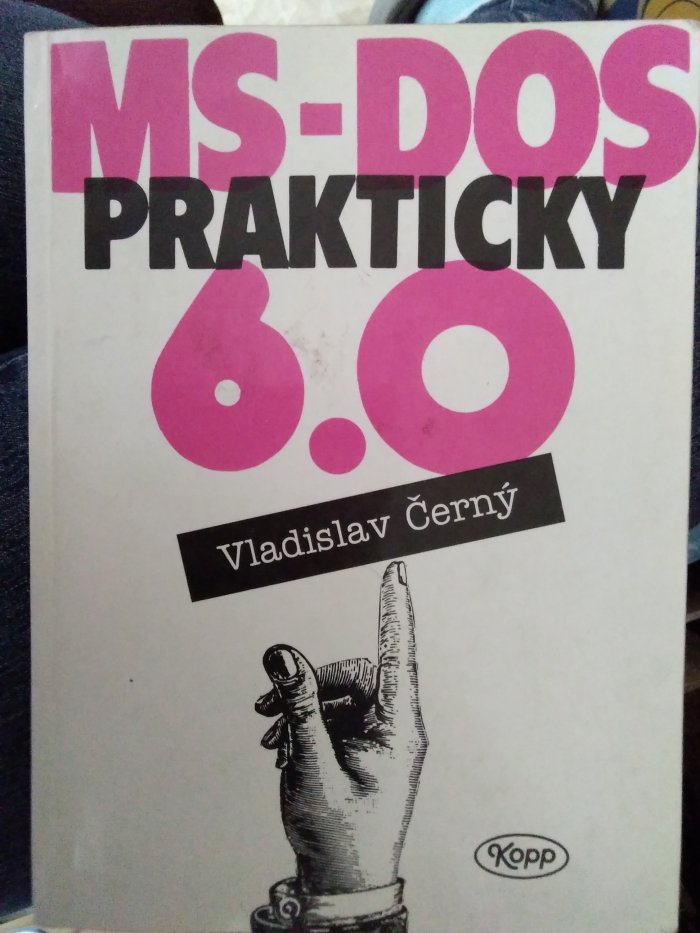 MS-DOS
PRAKTICKY
6.0
Vladislav Černý
Kopp